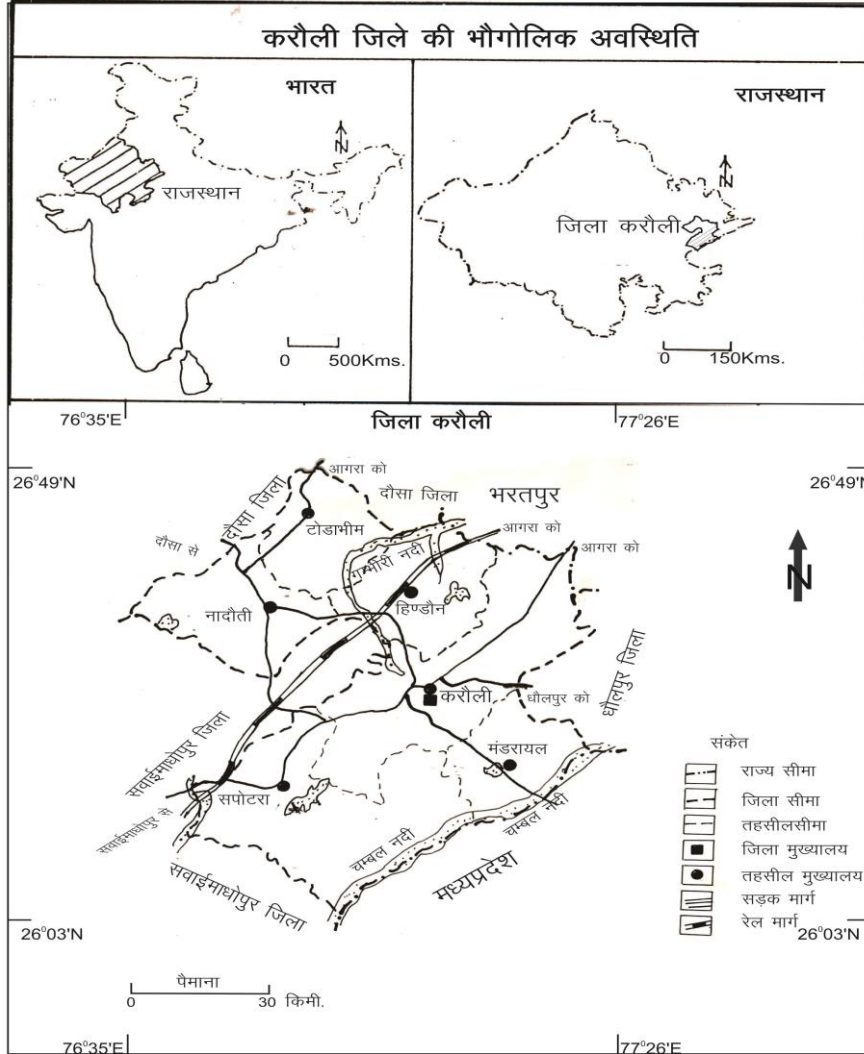 करौली जिले की भौगोलिक अवस्थिति
भारत
N
राजस्थान
0 500Kms.
राजस्थान
N
जिला करौली
0 150Kms.
76°35'E
जिला करौली
77°26'E
26°49'N
26°49'N
आगरा को
दौसा जिला
भरतपुर
दौसा जिला
टोडाभीम
आगरा को
आगरा को
दौसा से
गम्भीरी नदी
हिण्डौन
नादौती
N
करौली
धौलपुर को
धौलपुर जिला
मंडरायल
सवाईमाधोपुर जिला
सपोटरा
सवाईमाधोपुर से
चम्बल नदी
चम्बल नदी
मध्यप्रदेश
सवाईमाधोपुर जिला
संकेत
राज्य सीमा
जिला सीमा
तहसीलसीमा
जिला मुख्यालय
तहसील मुख्यालय
सड़क मार्ग
रेल मार्ग
26°03'N
26°03'N
पैमाना
0 30 किमी.
76°35'E
77°26'E